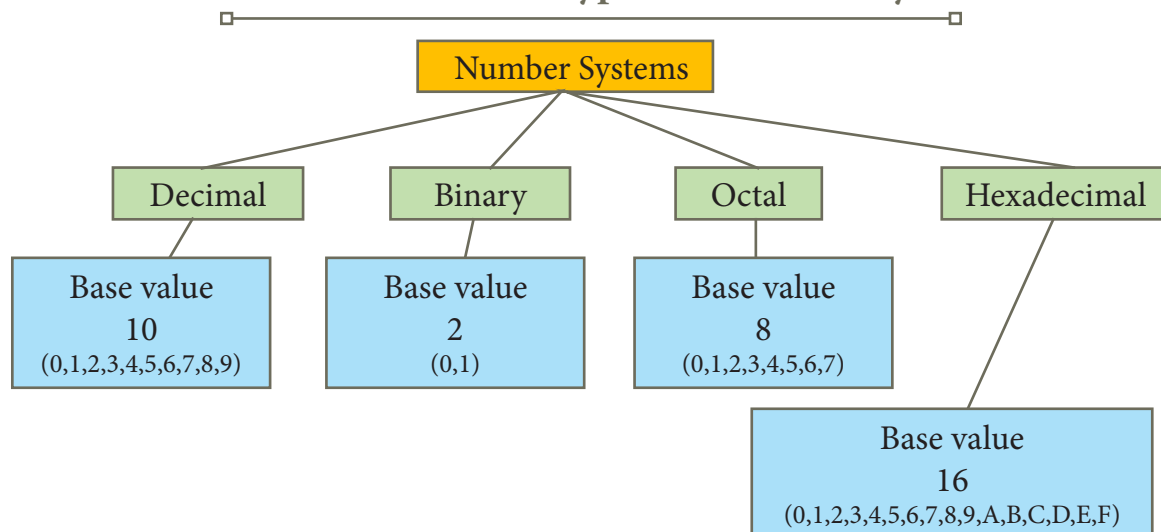 Number Systems
Decimal
Binary
Octal
Hexadecimal
Base value
10
(0,1,2,3,4,5,6,7,8,9)
Base value
2
(0,1)
Base value
8
(0,1,2,3,4,5,6,7)
Base value
16
(0,1,2,3,4,5,6,7,8,9,A,B,C,D,E,F)